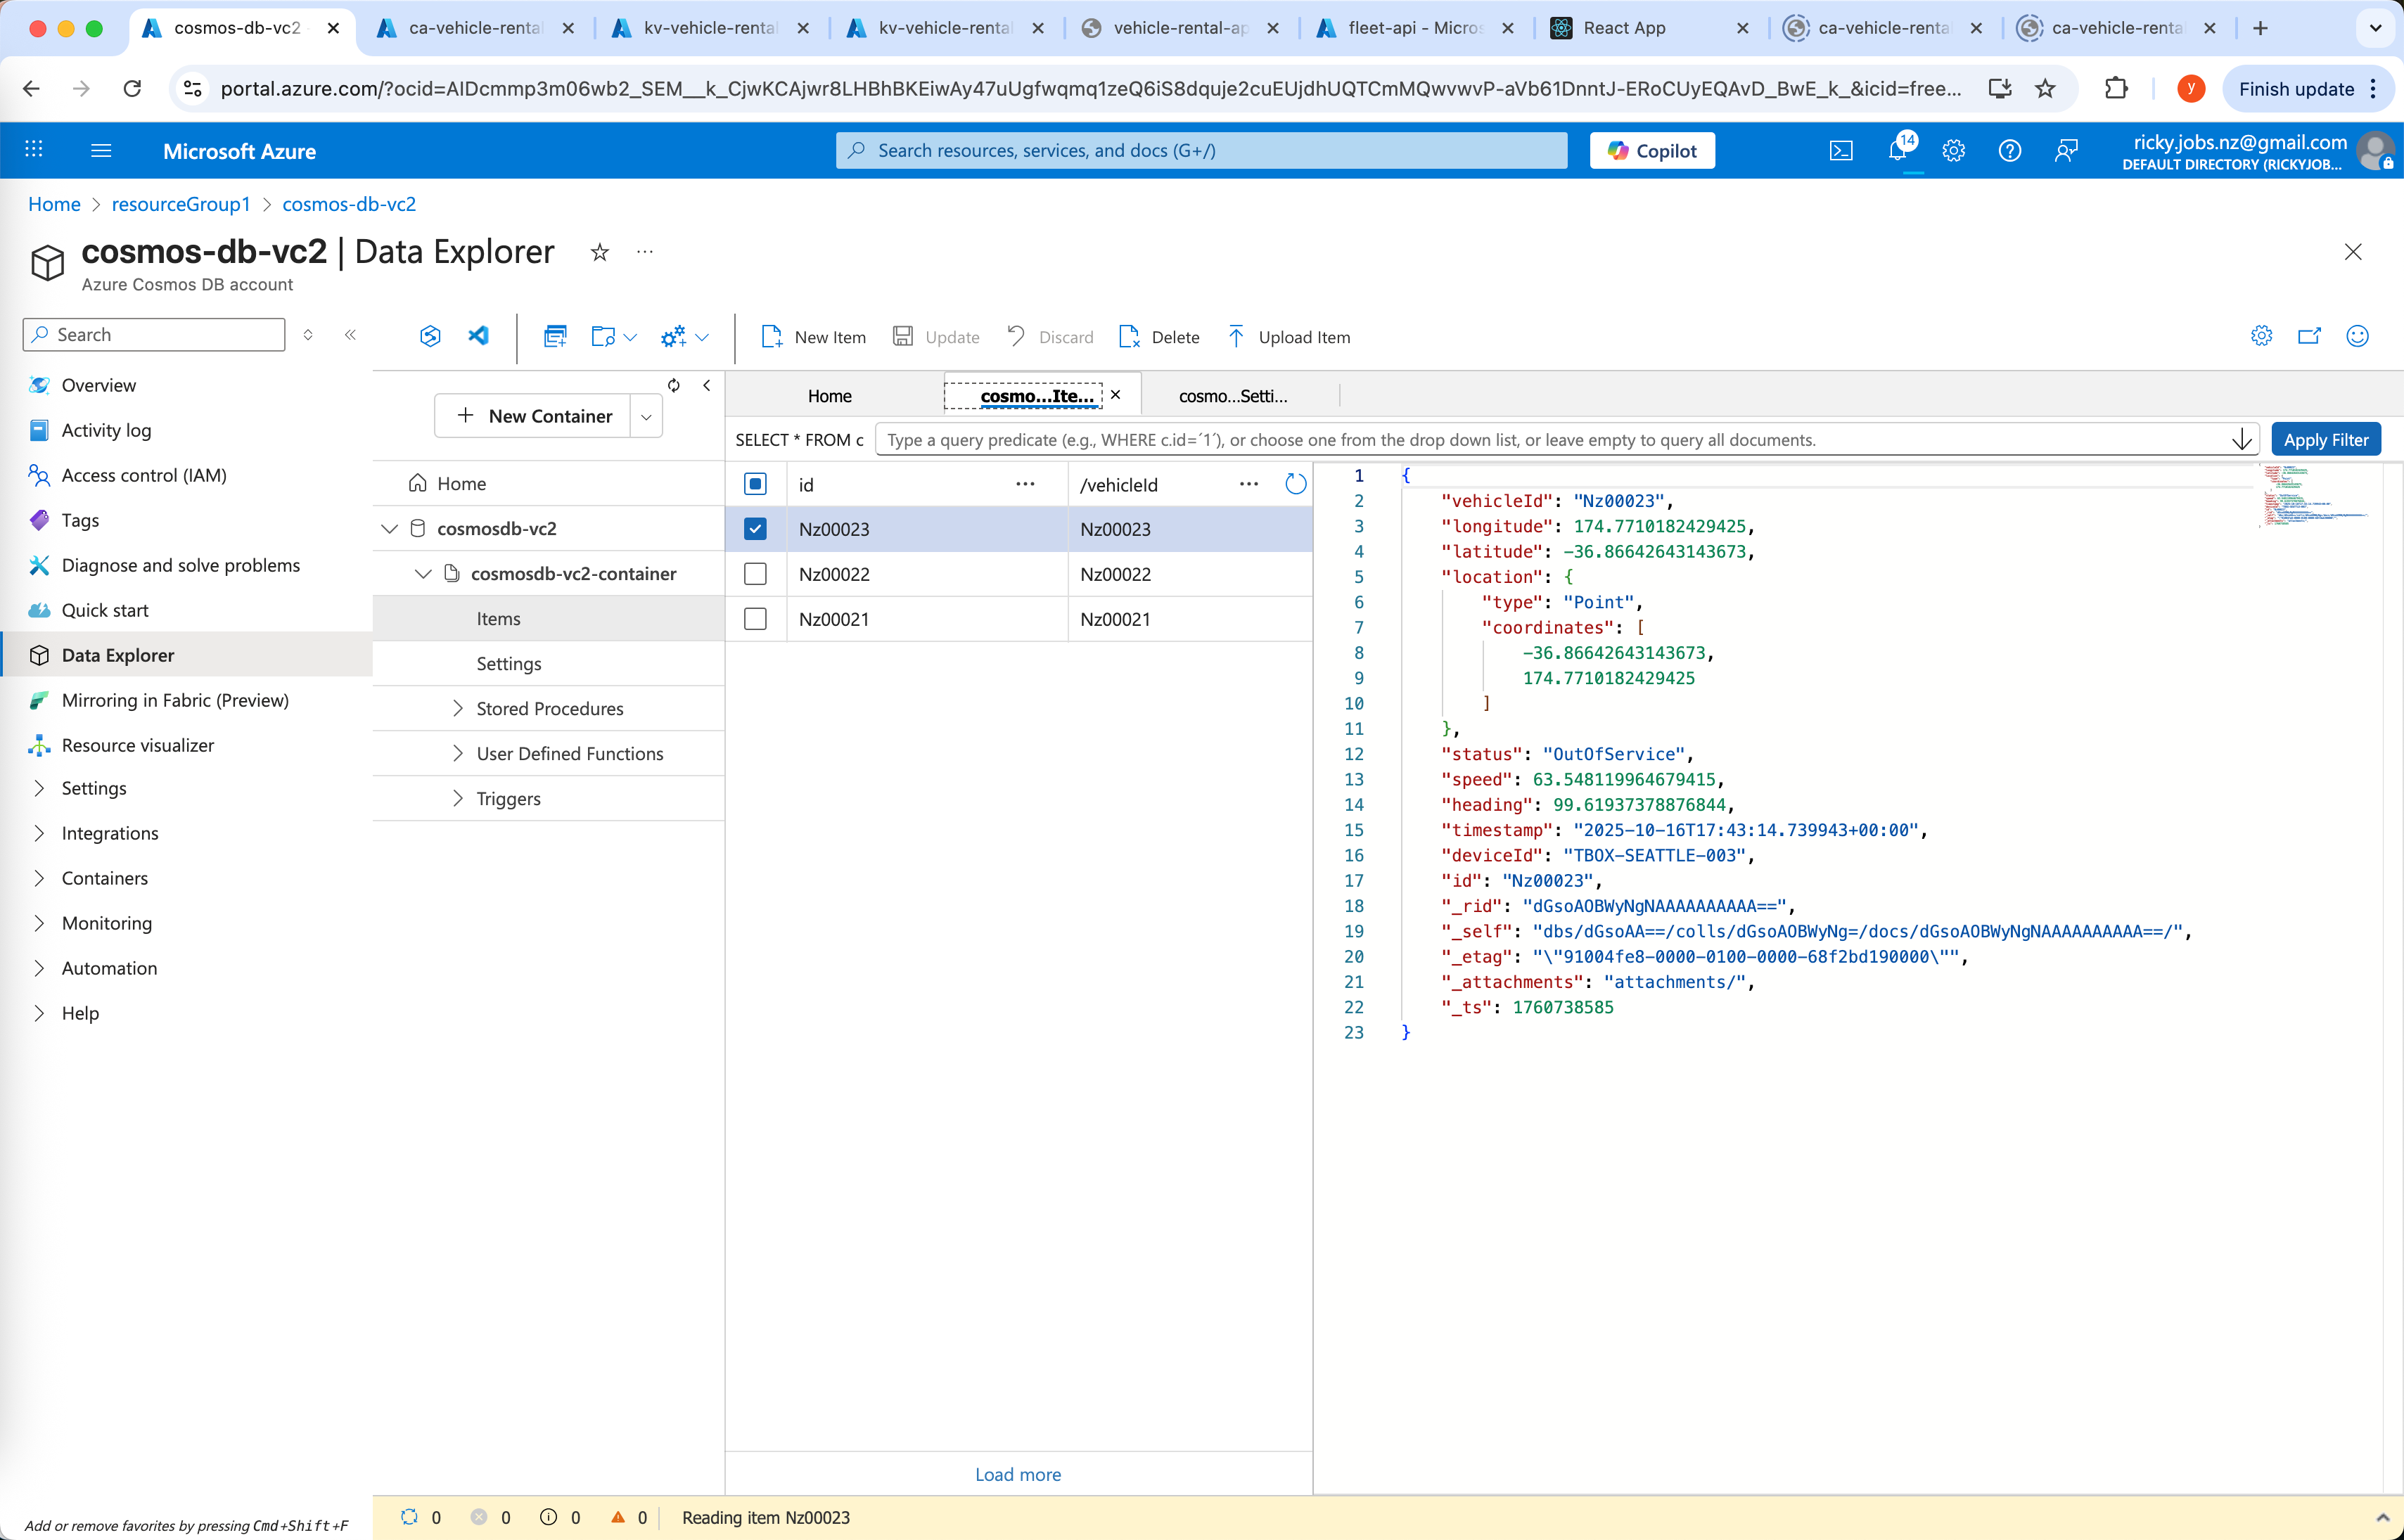 cosmos-db-vc2
ca-vehicle-rental
kv-vehicle-rental
kv-vehicle-rental
vehicle-rental-ap
fleet-api - Micros
React App
ca-vehicle-renta
ca-vehicle-renta
portal.azure.com/?ocid=AIDcmmp3m06wb2_SEM__k_CjwKCAjwr8LHBhBKEiwAy47uUgfwqmq1zeQ6iS8dquje2cuEUjdhUQTCmMQwvwvP-aVb61DnntJ-ERoCUyEQAvD_BwE_k_&icid=free...
y
Finish update
Microsoft Azure
Search resources, services, and docs (G+/)
Copilot
14
ricky.jobs.nz@gmail.com
DEFAULT DIRECTORY (RICKYJOB...
Home > resourceGroup1 > cosmos-db-vc2
cosmos-db-vc2 | Data Explorer
Azure Cosmos DB account
Search
Overview
Activity log
Access control (IAM)
Tags
Diagnose and solve problems
Quick start
Data Explorer
Mirroring in Fabric (Preview)
Resource visualizer
Settings
Integrations
Containers
Monitoring
Automation
Help
Add or remove favorites by pressing Cmd+Shift+F
New Item
Update
Discard
Delete
Upload Item
+ New Container
Home
cosmosdb-vc2
cosmosdb-vc2-container
Items
Settings
Stored Procedures
User Defined Functions
Triggers
Home
cosmo...Ite...
cosmo...Setti...
SELECT * FROM c
Type a query predicate (e.g., WHERE c.id=´1´), or choose one from the drop down list, or leave empty to query all documents.
Apply Filter
id ... /vehicleId ...
Nz00023 Nz00023
Nz00022 Nz00022
Nz00021 Nz00021
Load more
1 {
2 "vehicleId": "Nz00023",
3 "longitude": 174.7710182429425,
4 "latitude": -36.86642643143673,
5 "location": {
6 "type": "Point",
7 "coordinates": [
8 -36.86642643143673,
9 174.7710182429425
10 ]
11 },
12 "status": "OutOfService",
13 "speed": 63.548119964679415,
14 "heading": 99.61937378876844,
15 "timestamp": "2025-10-16T17:43:14.739943+00:00",
16 "deviceId": "TBOX-SEATTLE-003",
17 "id": "Nz00023",
18 "_rid": "dGsoAOBWyNgNAAAAAAAAAA==",
19 "_self": "dbs/dGsoAA==/colls/dGsoAOBWyNg=/docs/dGsoAOBWyNgNAAAAAAAAAA==/",
20 "_etag": "\"91004fe8-0000-0100-0000-68f2bd190000\"",
21 "_attachments": "attachments/",
22 "_ts": 1760738585
23 }
0 0 0 0 Reading item Nz00023